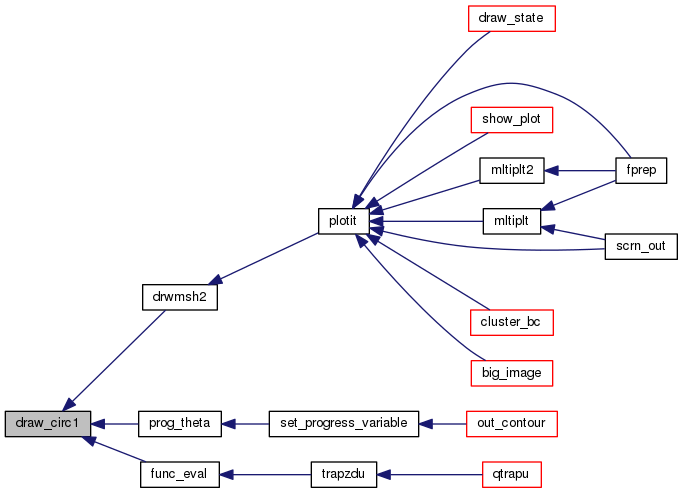 draw_state
show_plot
mltiplt2
fprep
plotit
mltiplt
scrn_out
drwmsh2
cluster_bc
big_image
draw_circ1
prog_theta
set_progress_variable
out_contour
func_eval
trapzdu
qtrapu